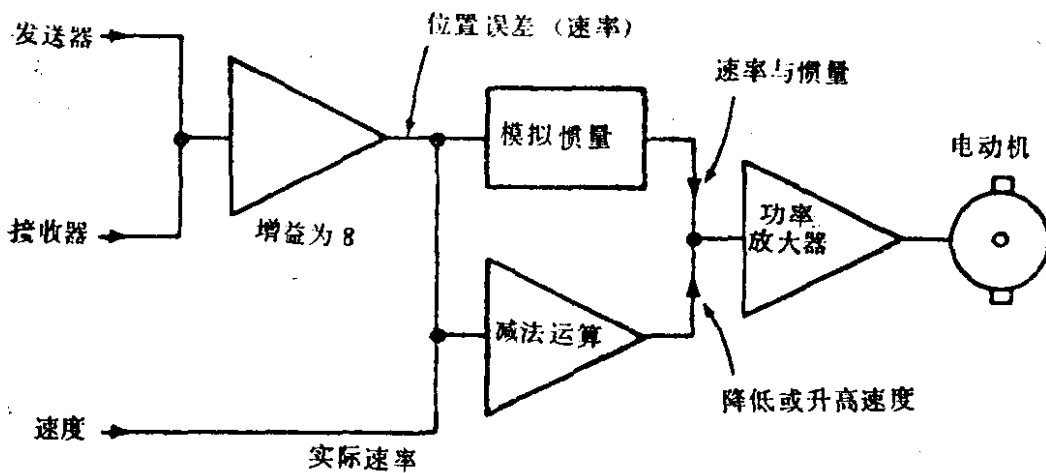 发送器
位置误差（速率）
速率与惯量
模拟惯量
电动机
接收器
增益为8
功率
放大器
减法运算
降低或升高速度
速度
实际速率